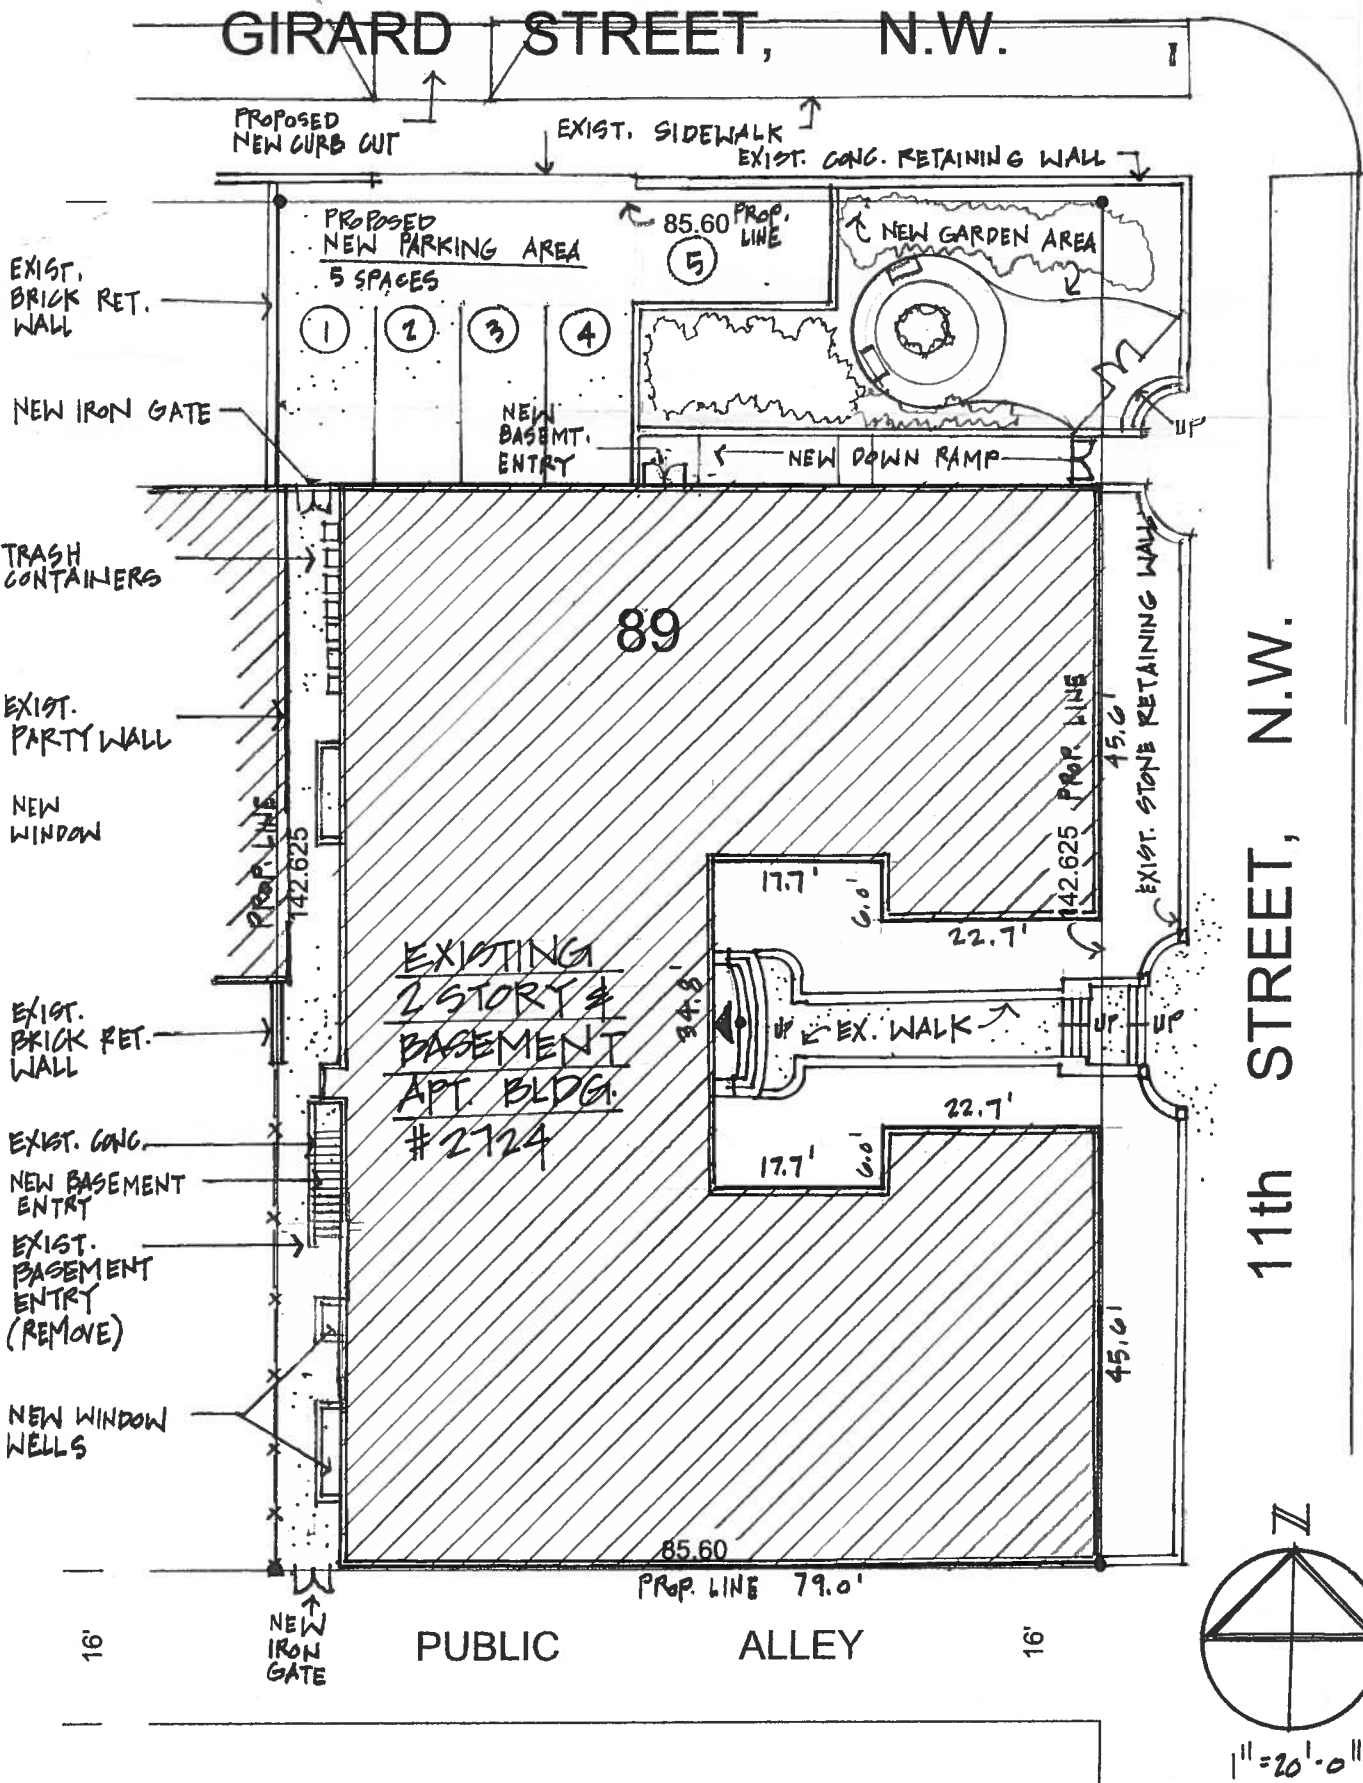 GIRARD STREET, N.W.
PROPOSED
NEW CURB CUT
EXIST. SIDEWALK
EXIST. CONC. RETAINING WALL
PROPOSED
NEW PARKING AREA
5 SPACES
85.60 PROP.
LINE
5
NEW GARDEN AREA
1
2
3
4
EXIST.
BRICK RET.
WALL
NEW IRON GATE
NEW
BASEMT.
ENTRY
NEW DOWN RAMP
UP
TRASH
CONTAINERS
89
EXIST.
PARTY WALL
NEW
WINDOW
PROP. LINE
142.625
142.625 PROP. LINE
45.6'
EXIST. STONE RETAINING WALL
17.7'
6.0'
22.7'
34.8'
EXISTING
2 STORY &
BASEMENT
APT. BLDG.
#2724
UP
EX. WALK
UP
UP
22.7'
17.7'
6.0'
EXIST.
BRICK RET.
WALL
EXIST. CONC.
NEW BASEMENT
ENTRY
EXIST.
BASEMENT
ENTRY
(REMOVE)
NEW WINDOW
WELLS
45.6'
11th STREET, N.W.
85.60
PROP. LINE 79.0'
NEW
IRON
GATE
16'
PUBLIC ALLEY
16'
N
1"=20'-0"